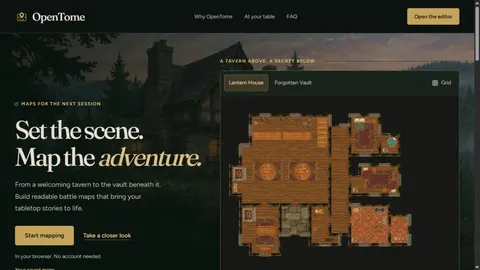 OpenTome
Why OpenTome
At your table
FAQ
Open the editor
A TAVERN ABOVE, A SECRET BELOW
Lantern House
Forgotten Vault
Grid
MAPS FOR THE NEXT SESSION
Set the scene.
Map the adventure.
From a welcoming tavern to the vault beneath it.
Build readable battle maps that bring your
tabletop stories to life.
Start mapping
Take a closer look
In your browser. No account needed.